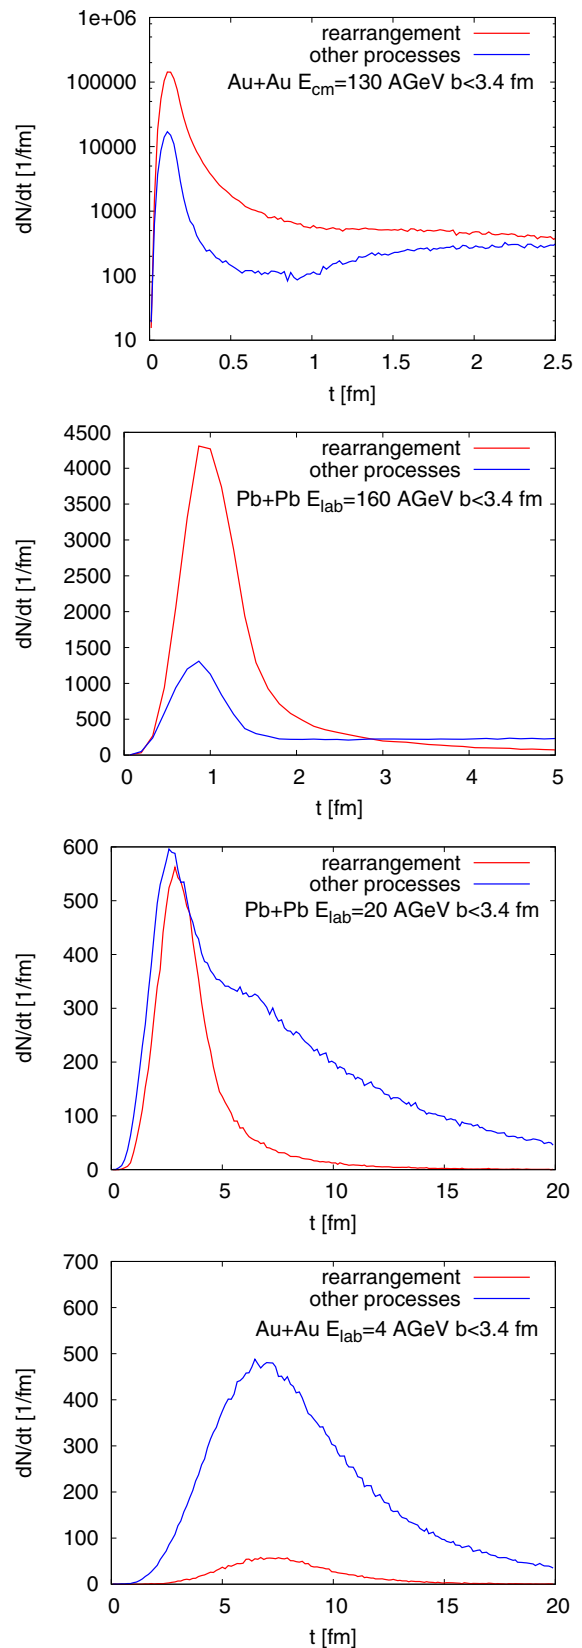 1e+06
rearrangement
other processes
100000
Au+Au E_cm=130 AGeV b<3.4 fm
10000
dN/dt [1/fm]
1000
100
10
0 0.5 1 1.5 2 2.5
t [fm]
4500
rearrangement
4000
other processes
3500
Pb+Pb E_lab=160 AGeV b<3.4 fm
3000
2500
dN/dt [1/fm]
2000
1500
1000
500
0
0 1 2 3 4 5
t [fm]
600
rearrangement
other processes
500
Pb+Pb E_lab=20 AGeV b<3.4 fm
400
dN/dt [1/fm]
300
200
100
0
0 5 10 15 20
t [fm]
700
rearrangement
other processes
600
Au+Au E_lab=4 AGeV b<3.4 fm
500
400
dN/dt [1/fm]
300
200
100
0
0 5 10 15 20
t [fm]